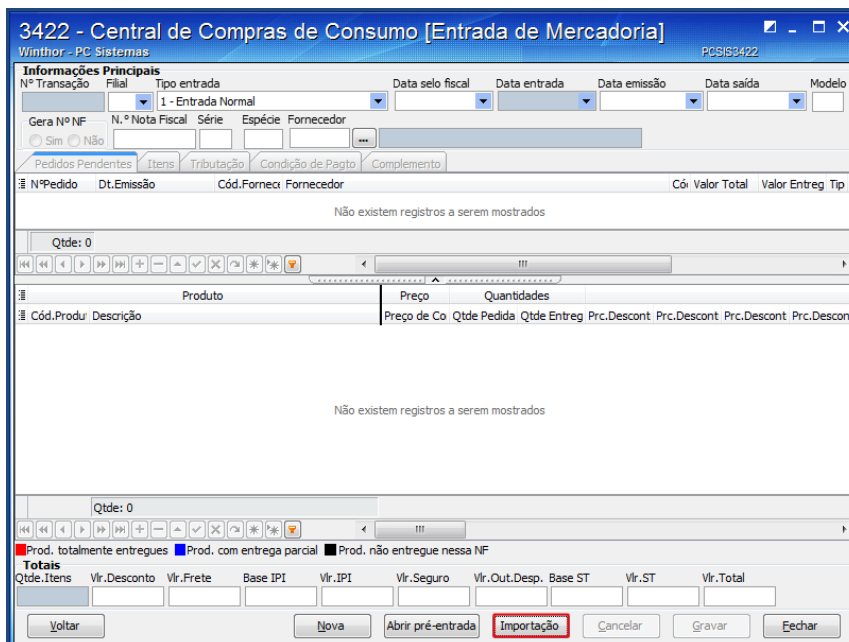 3422 - Central de Compras de Consumo [Entrada de Mercadoria]
Winthor - PC Sistemas PCSIS3422
Informações Principais
Nº Transação Filial Tipo entrada Data selo fiscal Data entrada Data emissão Data saída Modelo
1 - Entrada Normal
Gera Nº NF N.º Nota Fiscal Série Espécie Fornecedor
Sim Não ...
Pedidos Pendentes Itens Tributação Condição de Pagto Complemento
NºPedido Dt.Emissão Cód.Fornece Fornecedor Có Valor Total Valor Entreg Tip
Não existem registros a serem mostrados
Qtde: 0
Produto Preço Quantidades
Cód.Produ Descrição Preço de Co Qtde Pedida Qtde Entreg Prc.Descont Prc.Descont Prc.Descont Prc.Descon
Não existem registros a serem mostrados
Qtde: 0
Prod. totalmente entregues Prod. com entrega parcial Prod. não entregue nessa NF
Totais
Qtde.Itens Vlr.Desconto Vlr.Frete Base IPI Vlr.IPI Vlr.Seguro Vlr.Out.Desp. Base ST Vlr.ST Vlr.Total
Voltar Nova Abrir pré-entrada Importação Cancelar Gravar Fechar